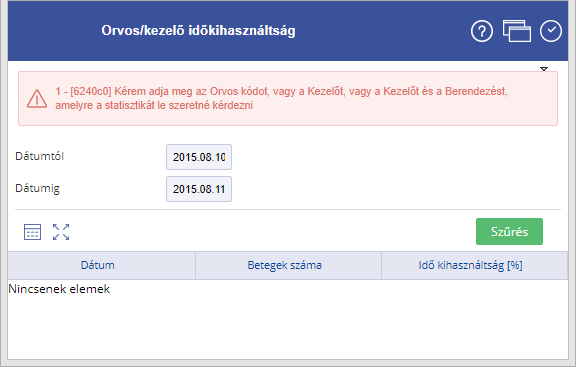 Orvos/kezelő időkihasználtság
?
1 - [6240c0] Kérem adja meg az Orvos kódot, vagy a Kezelőt, vagy a Kezelőt és a Berendezést,
amelyre a statisztikát le szeretné kérdezni
Dátumtól 2015.08.10
Dátumig 2015.08.11
Szűrés
Dátum Betegek száma Idő kihasználtság [%]
Nincsenek elemek